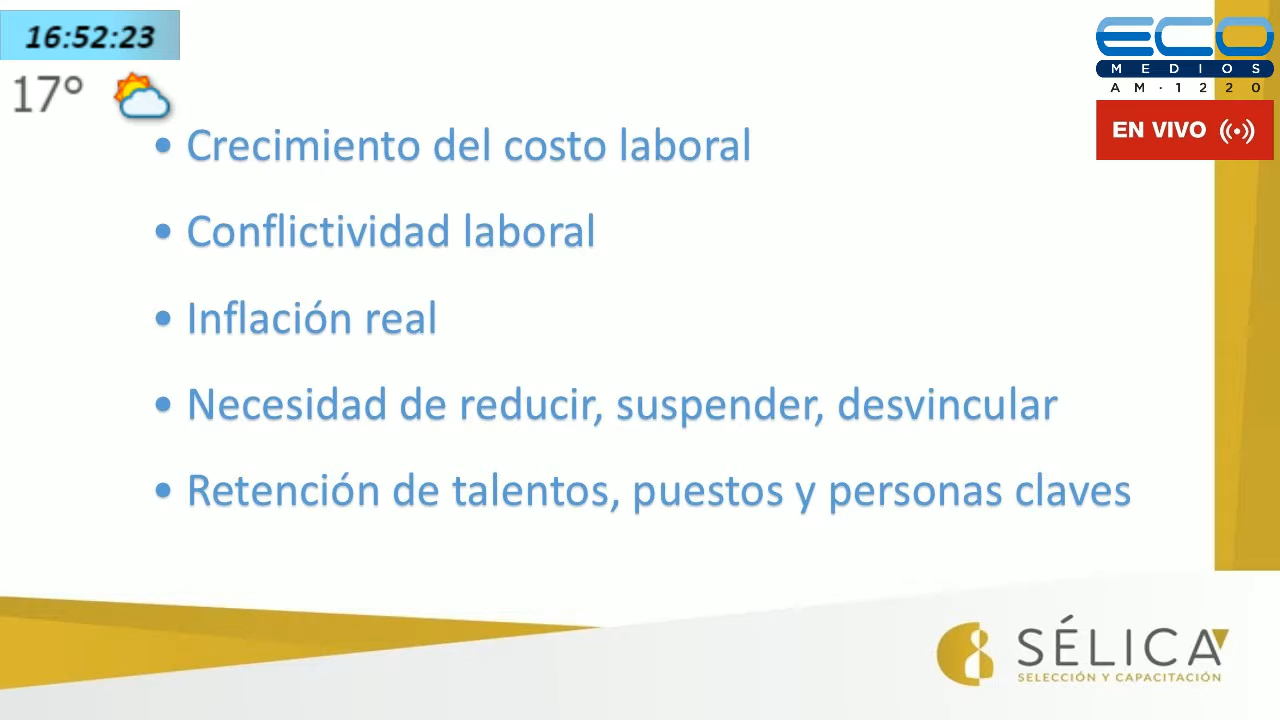 16:52:23
17°
ECO
MEDIOS
AM·1220
EN VIVO
• Crecimiento del costo laboral
• Conflictividad laboral
• Inflación real
• Necesidad de reducir, suspender, desvincular
• Retención de talentos, puestos y personas claves
SÉLICA
SELECCIÓN Y CAPACITACIÓN